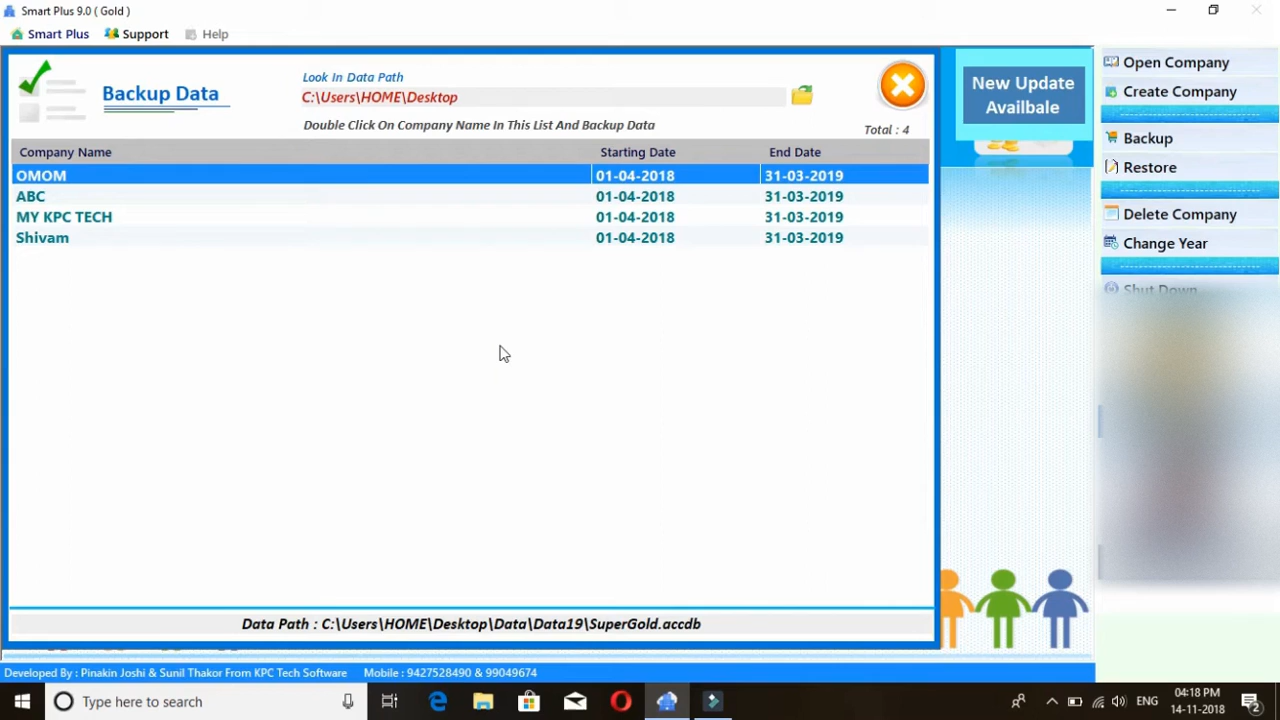 Smart Plus 9.0 ( Gold )
Smart Plus Support Help
Backup Data
Look In Data Path
C:\Users\HOME\Desktop
Double Click On Company Name In This List And Backup Data
Total : 4
Company Name Starting Date End Date
OMOM 01-04-2018 31-03-2019
ABC 01-04-2018 31-03-2019
MY KPC TECH 01-04-2018 31-03-2019
Shivam 01-04-2018 31-03-2019
Data Path : C:\Users\HOME\Desktop\Data\Data19\SuperGold.accdb
New Update
Availbale
Open Company
Create Company
Backup
Restore
Delete Company
Change Year
Shut Down
Developed By : Pinakin Joshi & Sunil Thakor From KPC Tech Software Mobile : 9427528490 & 99049674
Type here to search
ENG
04:18 PM
14-11-2018
2